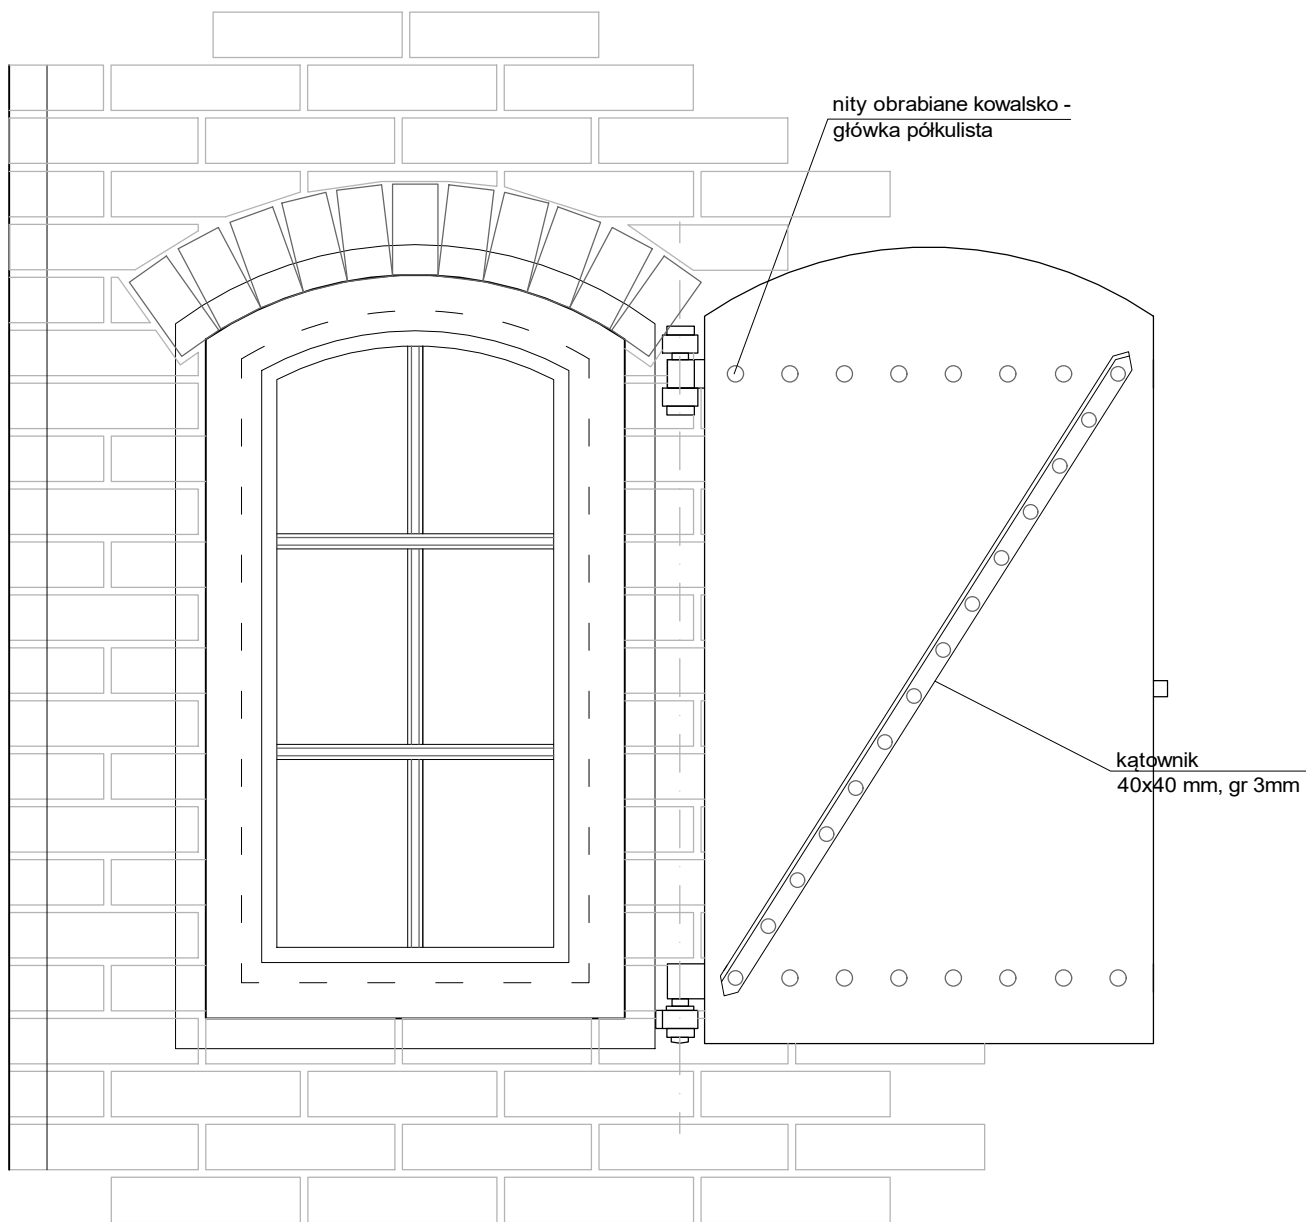 nity obrabiane kowalsko -
główka półkulista
kątownik
40x40 mm, gr 3mm